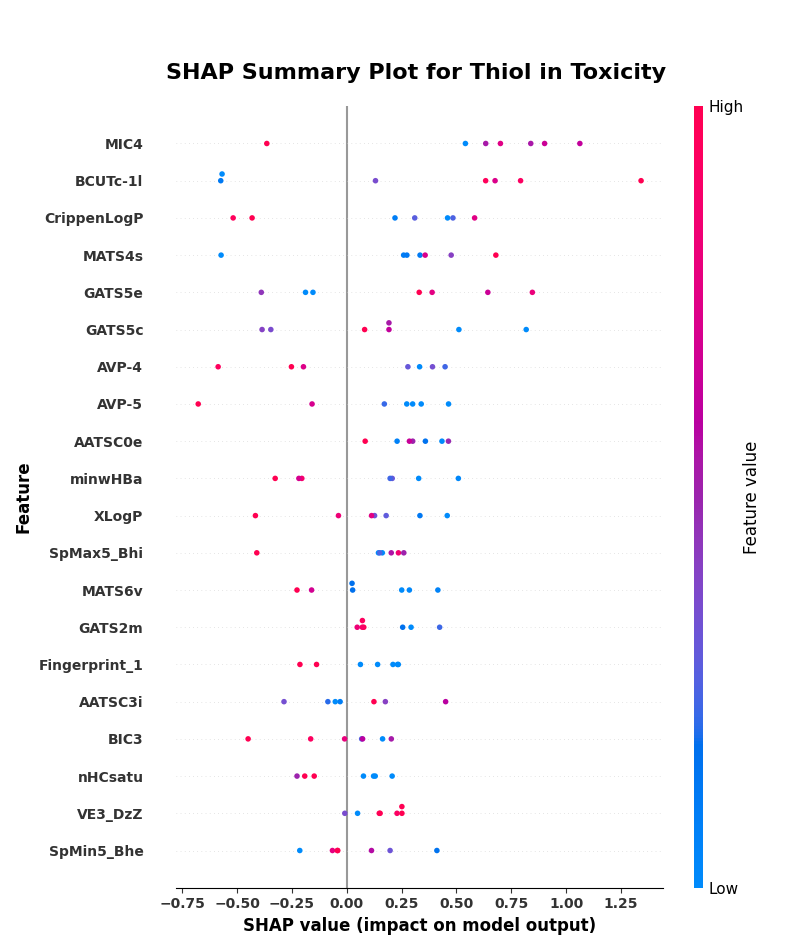 SHAP Summary Plot for Thiol in Toxicity
High
MIC4
BCUTc-1l
CrippenLogP
MATS4s
GATS5e
GATS5c
AVP-4
AVP-5
AATSC0e
minwHBa
XLogP
SpMax5_Bhi
MATS6v
GATS2m
Fingerprint_1
AATSC3i
BIC3
nHCsatu
VE3_DzZ
SpMin5_Bhe
Feature
Feature value
Low
−0.75 −0.50 −0.25 0.00 0.25 0.50 0.75 1.00 1.25
SHAP value (impact on model output)